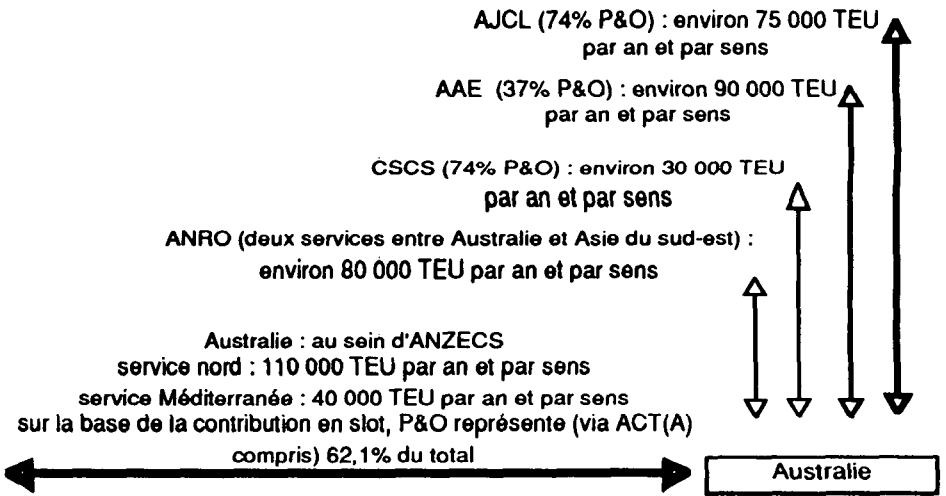 AJCL (74% P&O) : environ 75 000 TEU
par an et par sens
AAE (37% P&O) : environ 90 000 TEU
par an et par sens
CSCS (74% P&O) : environ 30 000 TEU
par an et par sens
ANRO (deux services entre Australie et Asie du sud-est) :
environ 80 000 TEU par an et par sens
Australie : au sein d'ANZECS
service nord : 110 000 TEU par an et par sens
service Méditerranée : 40 000 TEU par an et par sens
sur la base de la contribution en slot, P&O représente (via ACT(A)
compris) 62,1% du total
Australie